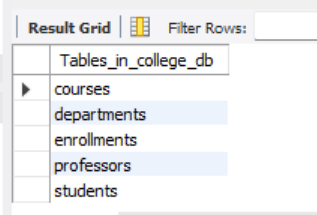 Result Grid Filter Rows:
Tables_in_college_db
courses
departments
enrollments
professors
students